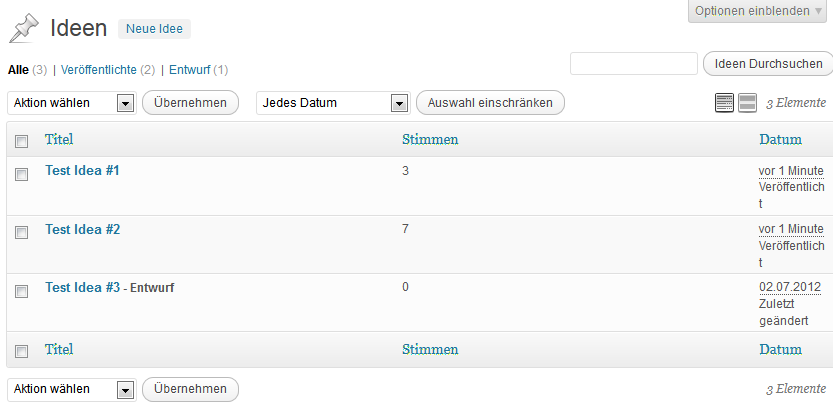 Optionen einblenden
Ideen Neue Idee
Alle (3) | Veröffentlichte (2) | Entwurf (1)
Ideen Durchsuchen
Aktion wählen Übernehmen Jedes Datum Auswahl einschränken 3 Elemente
Titel Stimmen Datum
Test Idea #1 3 vor 1 Minute
Veröffentlich
t
Test Idea #2 7 vor 1 Minute
Veröffentlich
t
Test Idea #3 - Entwurf 0 02.07.2012
Zuletzt
geändert
Titel Stimmen Datum
Aktion wählen Übernehmen 3 Elemente